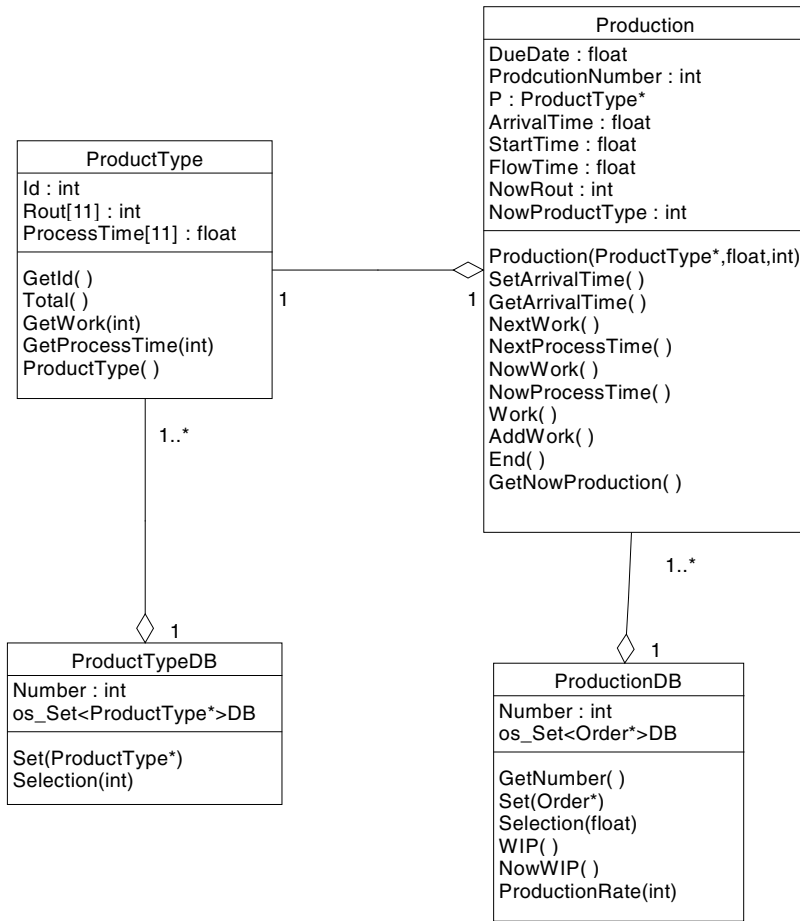 Production
DueDate : float
ProdcutionNumber : int
P : ProductType*
ArrivalTime : float
StartTime : float
FlowTime : float
NowRout : int
NowProductType : int
Production(ProductType*,float,int)
SetArrivalTime( )
GetArrivalTime( )
NextWork( )
NextProcessTime( )
NowWork( )
NowProcessTime( )
Work( )
AddWork( )
End( )
GetNowProduction( )
ProductType
Id : int
Rout[11] : int
ProcessTime[11] : float
GetId( )
Total( )
GetWork(int)
GetProcessTime(int)
ProductType( )
1
1
1..*
1
1..*
1
ProductTypeDB
Number : int
os_Set<ProductType*>DB
Set(ProductType*)
Selection(int)
ProductionDB
Number : int
os_Set<Order*>DB
GetNumber( )
Set(Order*)
Selection(float)
WIP( )
NowWIP( )
ProductionRate(int)